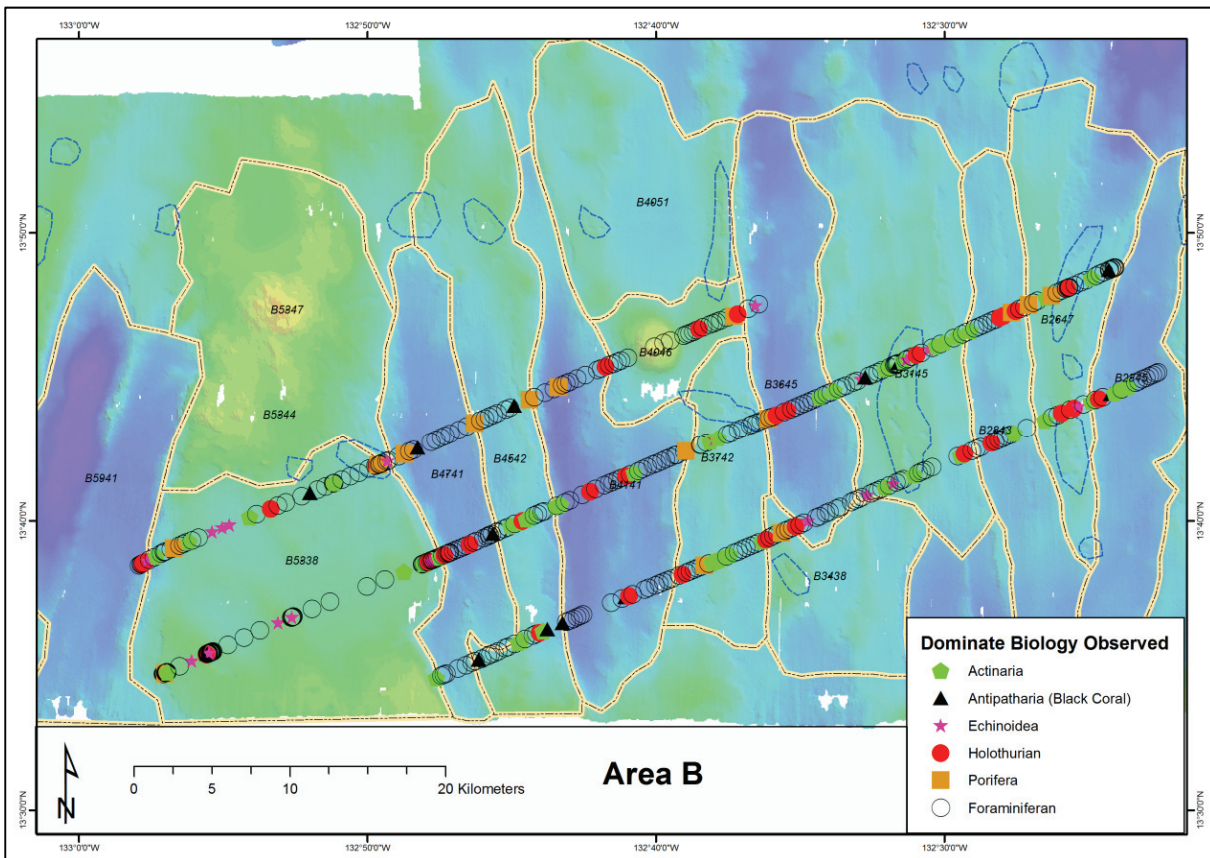 133°0'0"W 132°50'0"W 132°40'0"W 132°30'0"W
13°50'0"N 13°50'0"N
B4051
B5847
B4046
B2647
B3145
B3645
B2845
B5844
B4542
B2843
B4741
B3742
B5941
B4141
B5838
B3438
13°40'0"N 13°40'0"N
Dominate Biology Observed
Actinaria
Antipatharia (Black Coral)
Echinoidea
Holothurian
Porifera
Foraminiferan
Area B
N
0 5 10 20 Kilometers
13°30'0"N 13°30'0"N
133°0'0"W 132°50'0"W 132°40'0"W 132°30'0"W